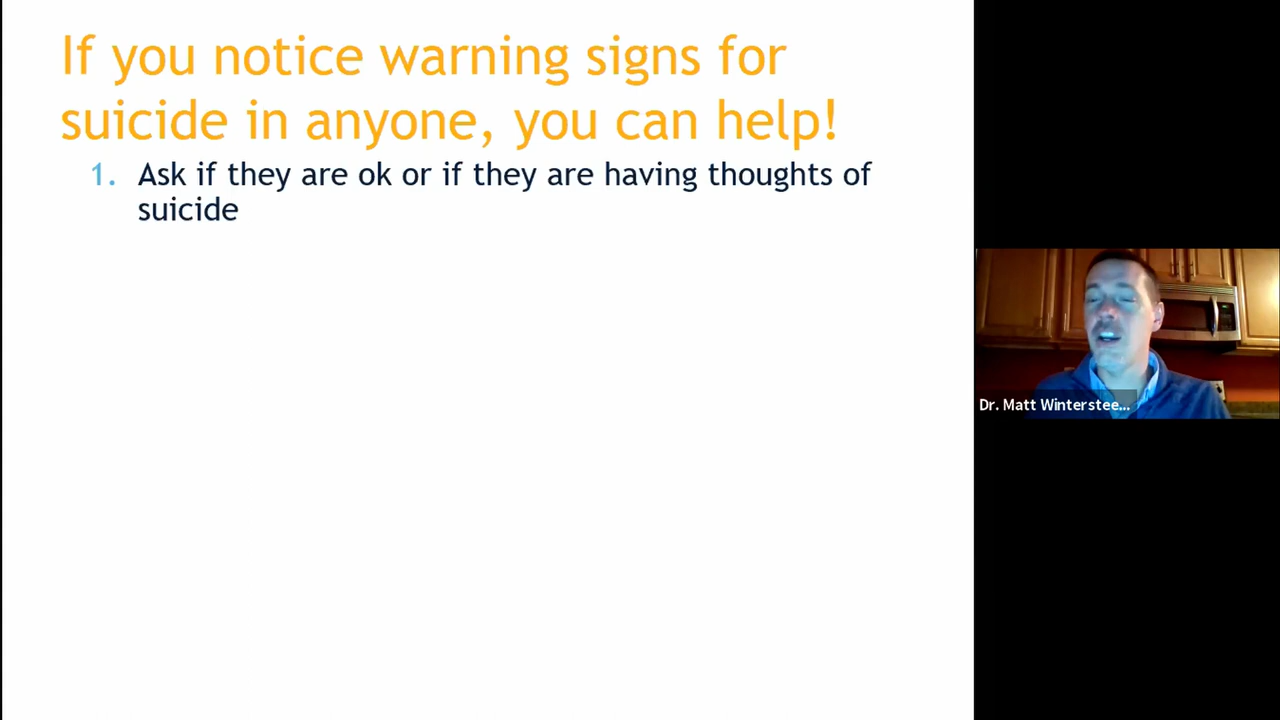 If you notice warning signs for
suicide in anyone, you can help!
1. Ask if they are ok or if they are having thoughts of
suicide
Dr. Matt Winterstee...